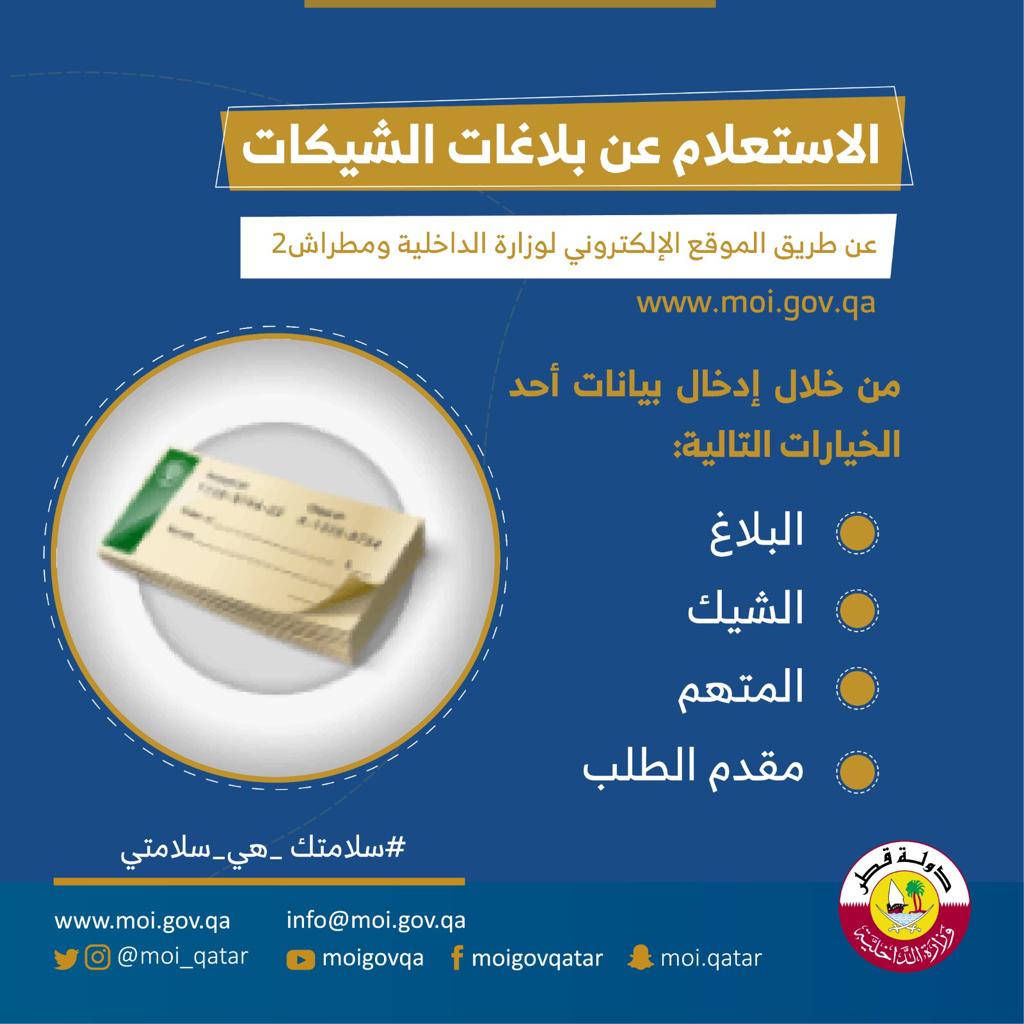 الاستعلام عن بلاغات الشيكات
عن طريق الموقع الإلكتروني لوزارة الداخلية ومطراش2
www.moi.gov.qa
من خلال إدخال بيانات أحد
الخيارات التالية:
البلاغ
الشيك
المتهم
مقدم الطلب
#سلامتك _هي_سلامتي
www.moi.gov.qa info@moi.gov.qa
@moi_qatar moigovqa moigovqatar moi.qatar
دولة قطر
وزارة الداخلية